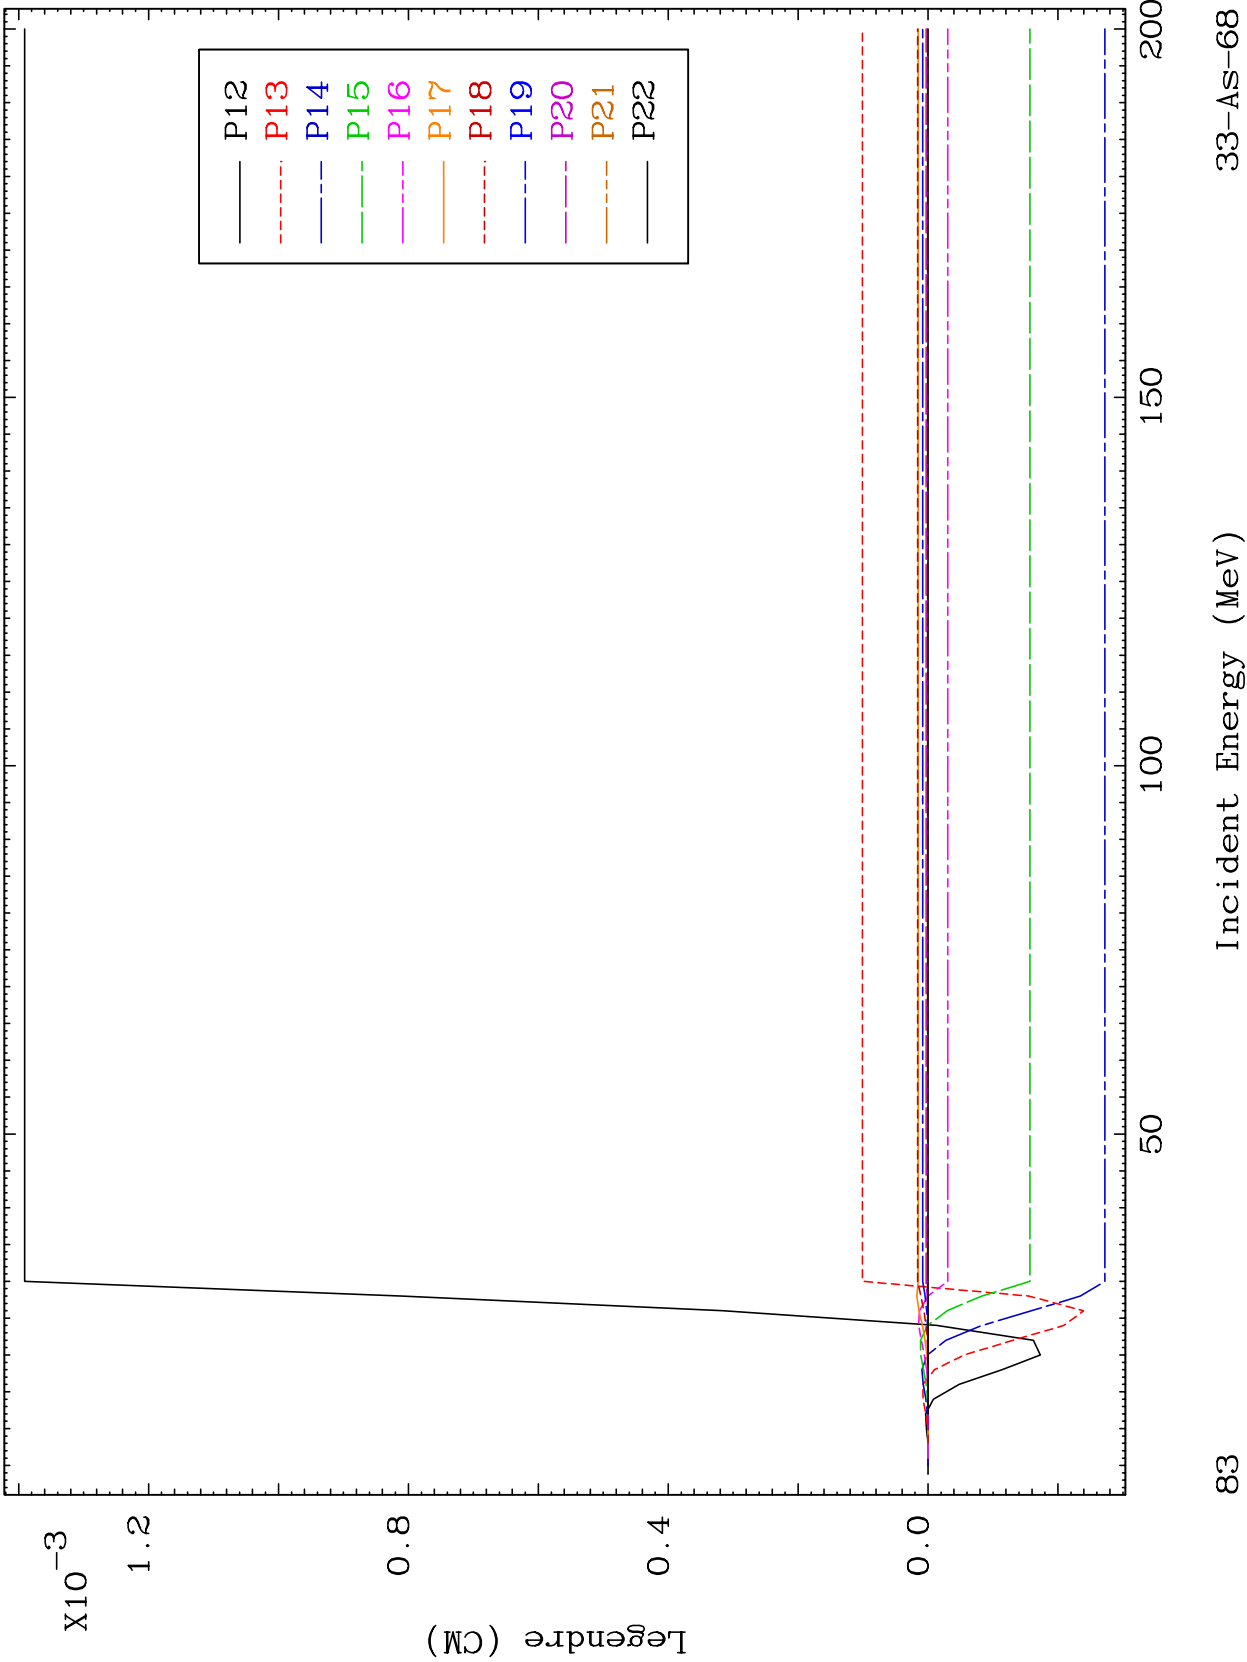 X10-3
1.2
0.8
0.4
0.0
Legendre (CM)
P12
P13
P14
P15
P16
P17
P18
P19
P20
P21
P22
50
100
150
200
Incident Energy (MeV)
83
33-As-68